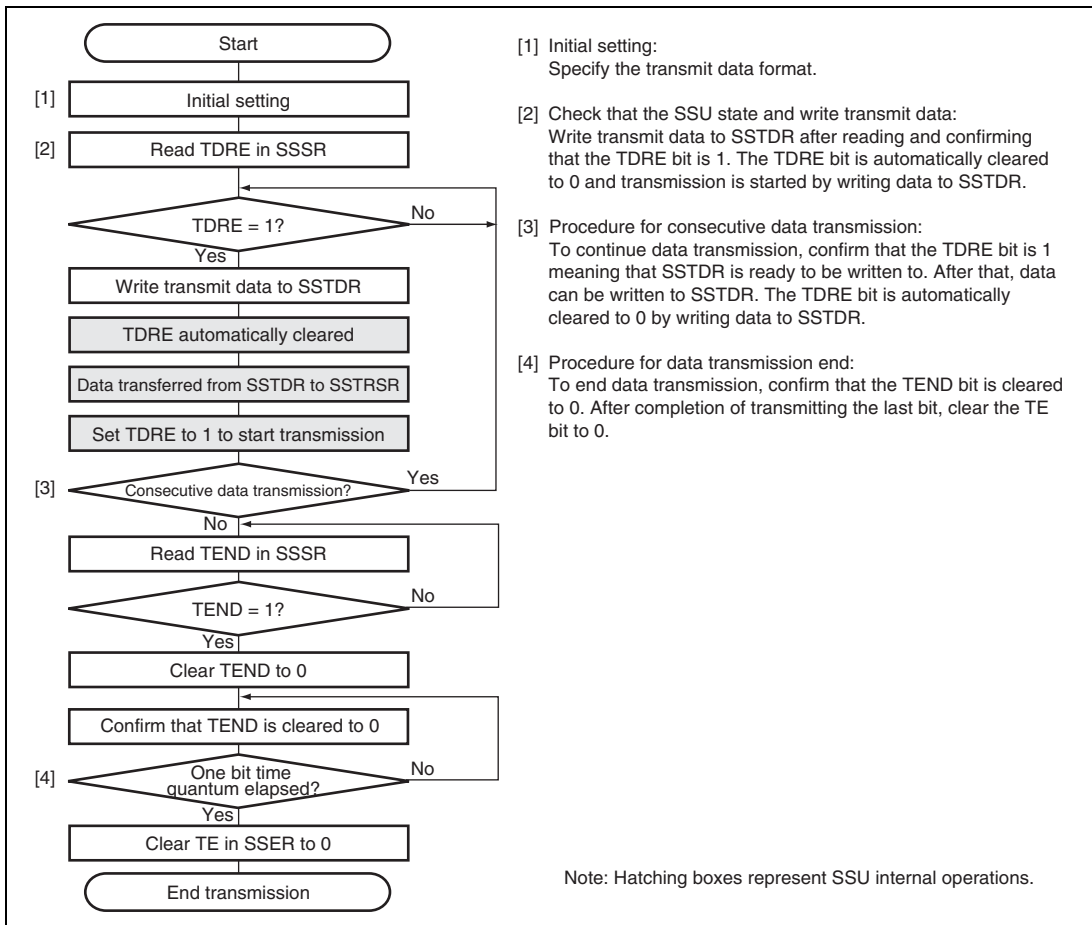 Start
[1] Initial setting
[2] Read TDRE in SSSR
TDRE = 1?
No
Yes
Write transmit data to SSTDR
TDRE automatically cleared
Data transferred from SSTDR to SSTRSR
Set TDRE to 1 to start transmission
[3] Consecutive data transmission?
Yes
No
Read TEND in SSSR
TEND = 1?
No
Yes
Clear TEND to 0
Confirm that TEND is cleared to 0
[4] One bit time
quantum elapsed?
No
Yes
Clear TE in SSER to 0
End transmission
[1] Initial setting:
Specify the transmit data format.
[2] Check that the SSU state and write transmit data:
Write transmit data to SSTDR after reading and confirming
that the TDRE bit is 1. The TDRE bit is automatically cleared
to 0 and transmission is started by writing data to SSTDR.
[3] Procedure for consecutive data transmission:
To continue data transmission, confirm that the TDRE bit is 1
meaning that SSTDR is ready to be written to. After that, data
can be written to SSTDR. The TDRE bit is automatically
cleared to 0 by writing data to SSTDR.
[4] Procedure for data transmission end:
To end data transmission, confirm that the TEND bit is cleared
to 0. After completion of transmitting the last bit, clear the TE
bit to 0.
Note: Hatching boxes represent SSU internal operations.